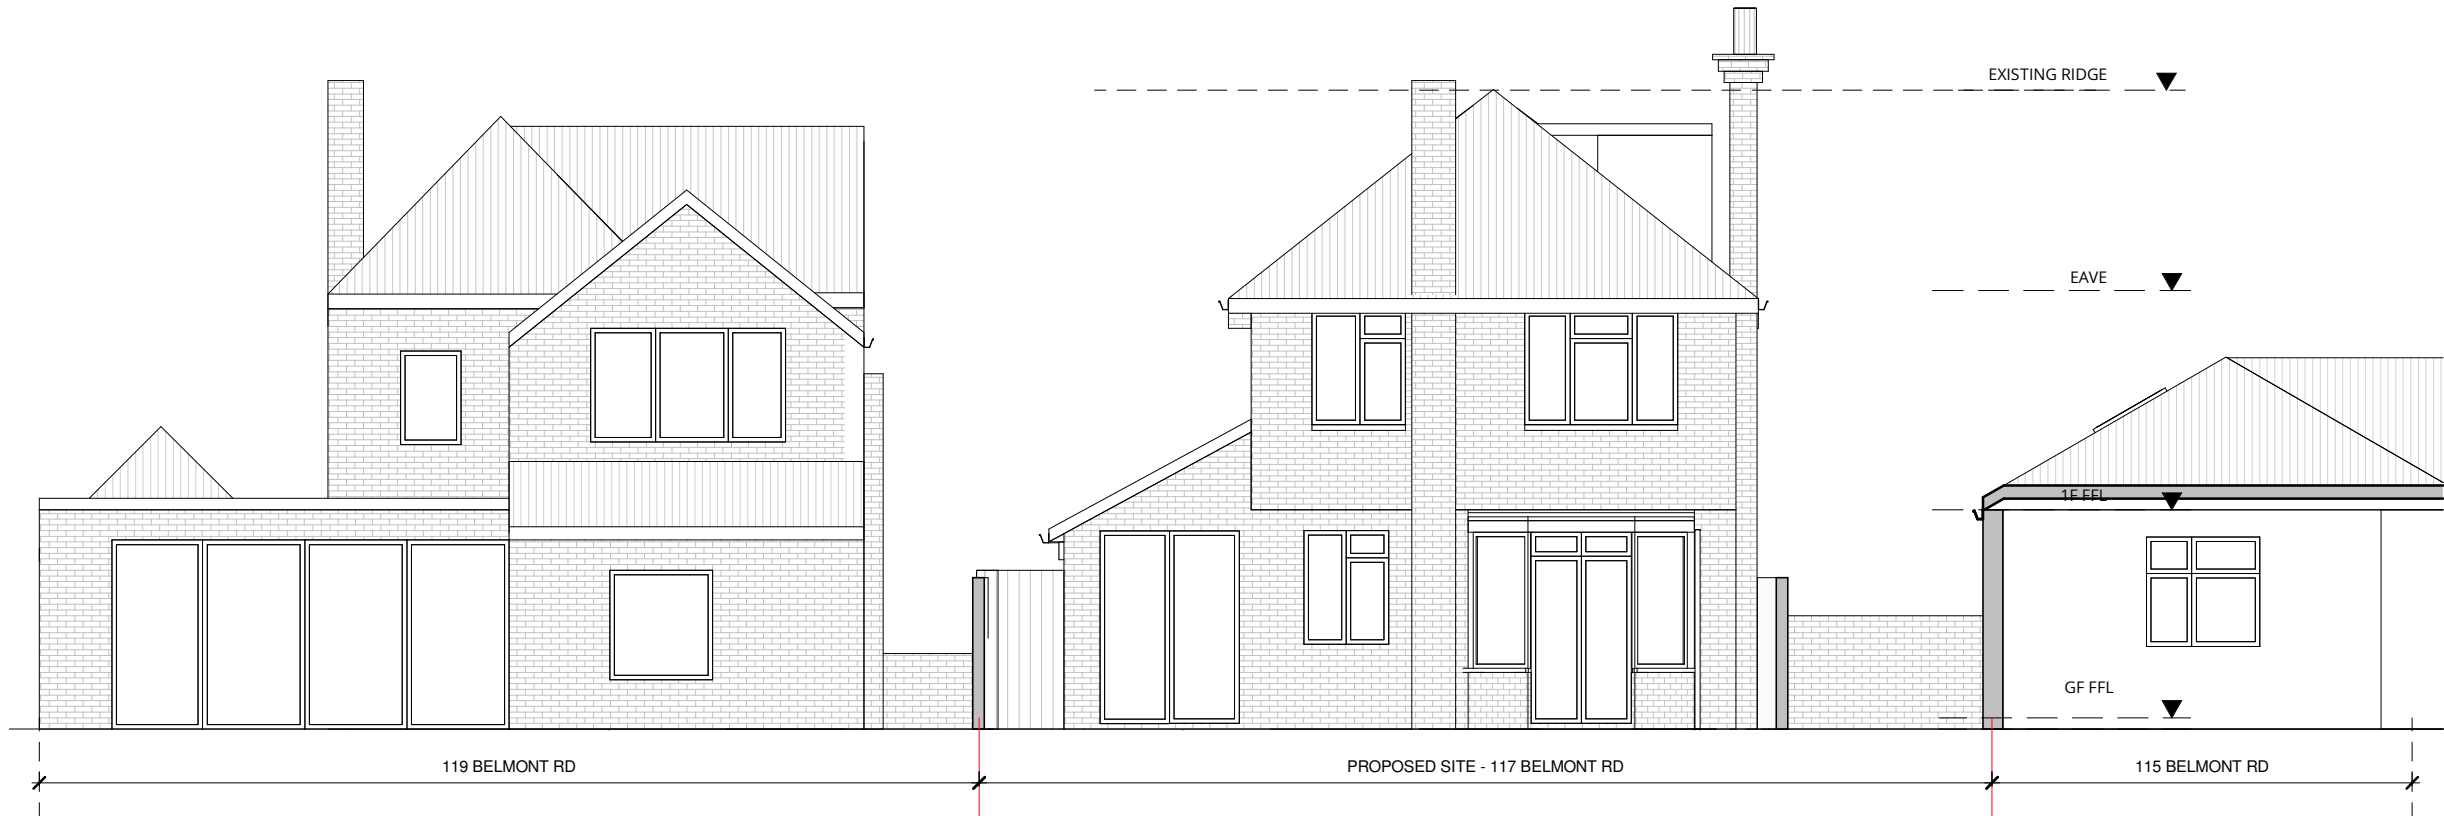 EXISTING RIDGE
EAVE
1F FFL
GF FFL
119 BELMONT RD
PROPOSED SITE - 117 BELMONT RD
115 BELMONT RD